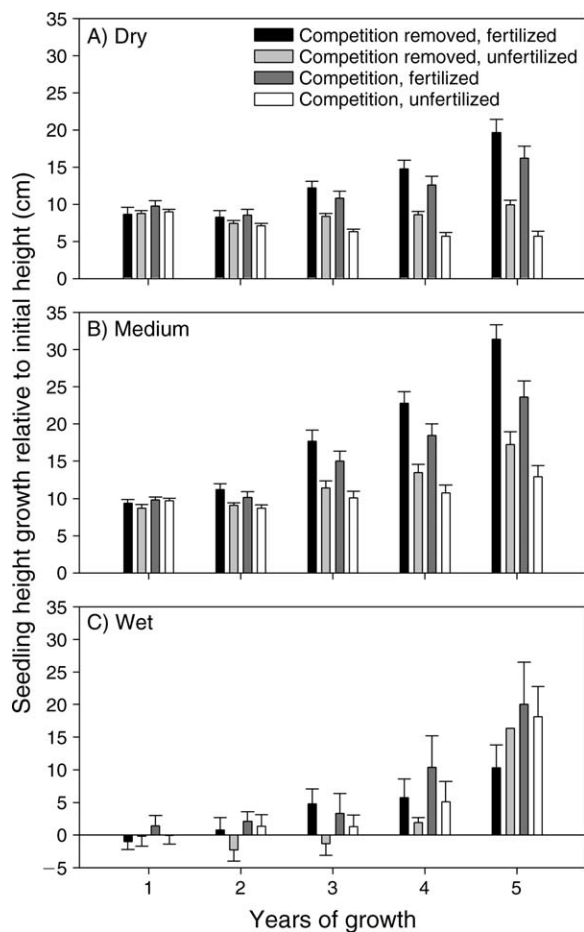 Seedling height growth relative to initial height (cm)
A) Dry
Competition removed, fertilized
Competition removed, unfertilized
Competition, fertilized
Competition, unfertilized
35
30
25
20
15
10
5
0
B) Medium
35
30
25
20
15
10
5
0
C) Wet
35
30
25
20
15
10
5
0
−5
1 2 3 4 5
Years of growth